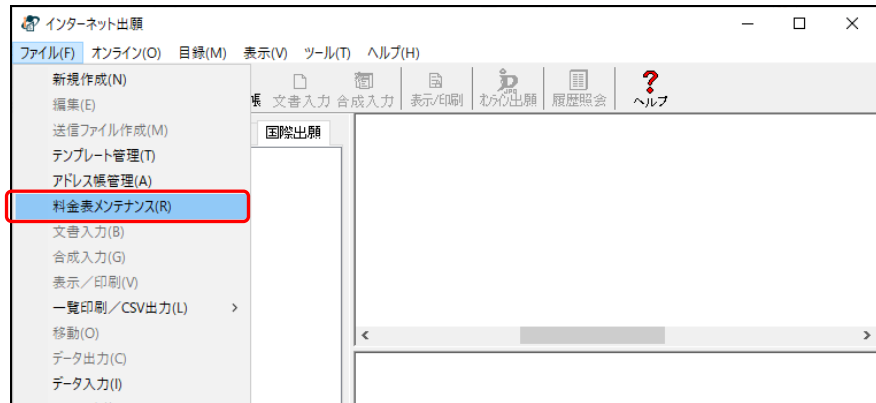 インターネット出願
ファイル(F) オンライン(O) 目録(M) 表示(V) ツール(T) ヘルプ(H)
新規作成(N)
編集(E)
送信ファイル作成(M)
テンプレート管理(T)
アドレス帳管理(A)
料金表メンテナンス(R)
文書入力(B)
合成入力(G)
表示／印刷(V)
一覧印刷／CSV出力(L)
移動(O)
データ出力(C)
データ入力(I)
帳 文書入力 合成入力 表示/印刷 オンライン出願 履歴照会 ヘルプ
国際出願